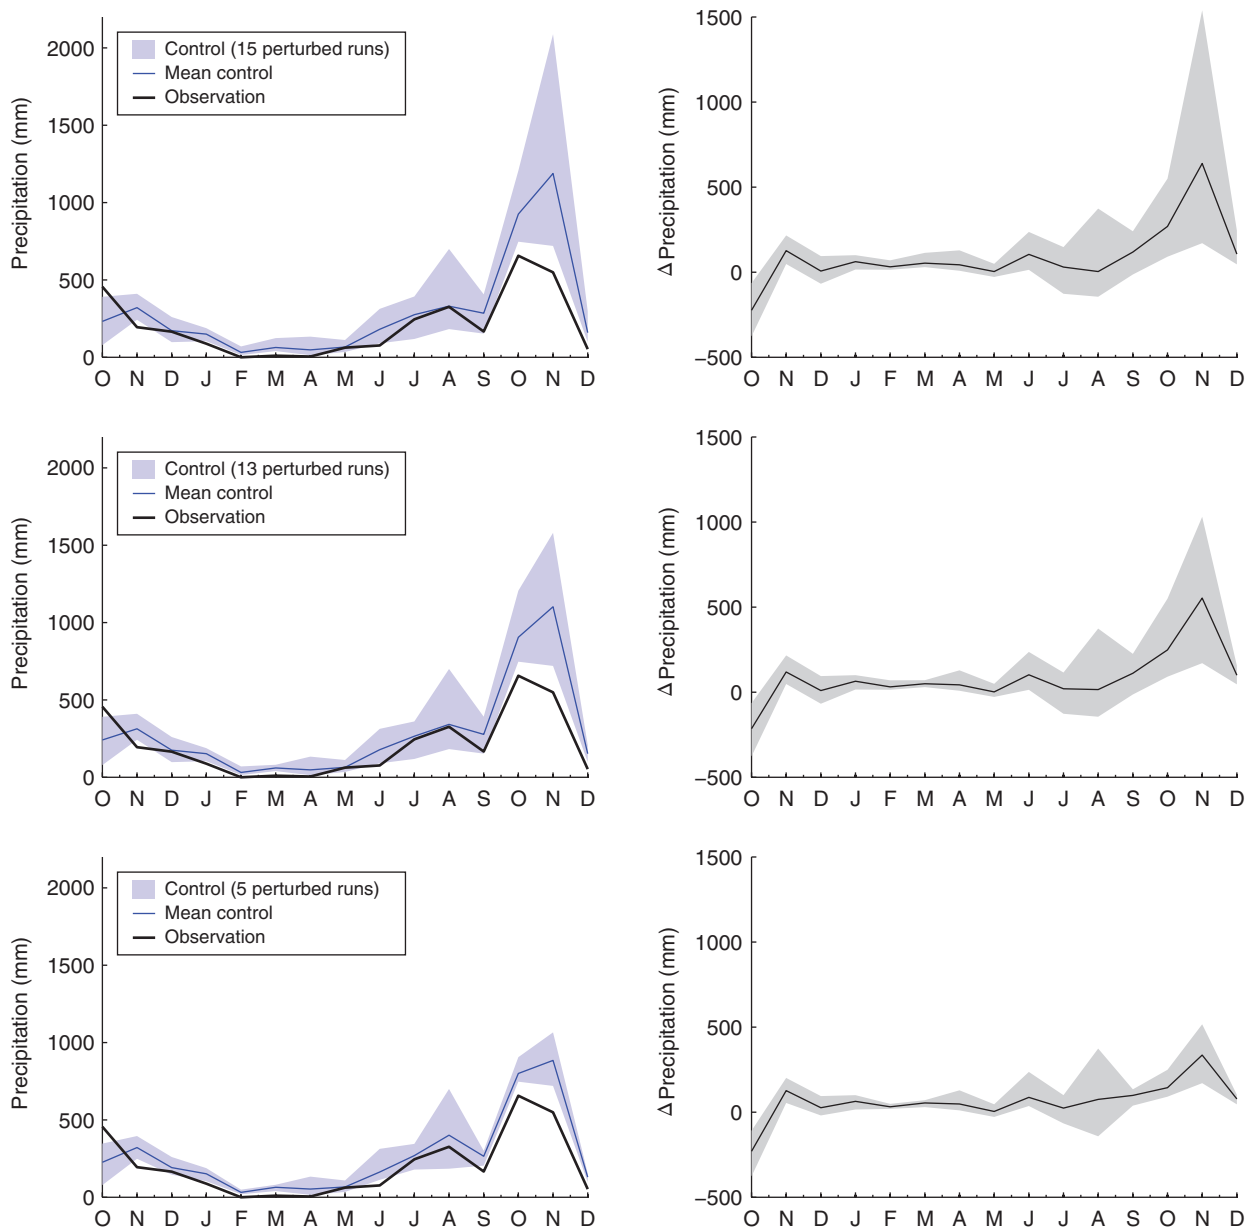 2000
1500
1000
500
0
Precipitation (mm)
Control (15 perturbed runs)
Mean control
Observation
O N D J F M A M J J A S O N D
1500
1000
500
0
−500
Δ Precipitation (mm)
O N D J F M A M J J A S O N D
2000
1500
1000
500
0
Precipitation (mm)
Control (13 perturbed runs)
Mean control
Observation
O N D J F M A M J J A S O N D
1500
1000
500
0
−500
Δ Precipitation (mm)
O N D J F M A M J J A S O N D
2000
1500
1000
500
0
Precipitation (mm)
Control (5 perturbed runs)
Mean control
Observation
O N D J F M A M J J A S O N D
1500
1000
500
0
−500
Δ Precipitation (mm)
O N D J F M A M J J A S O N D